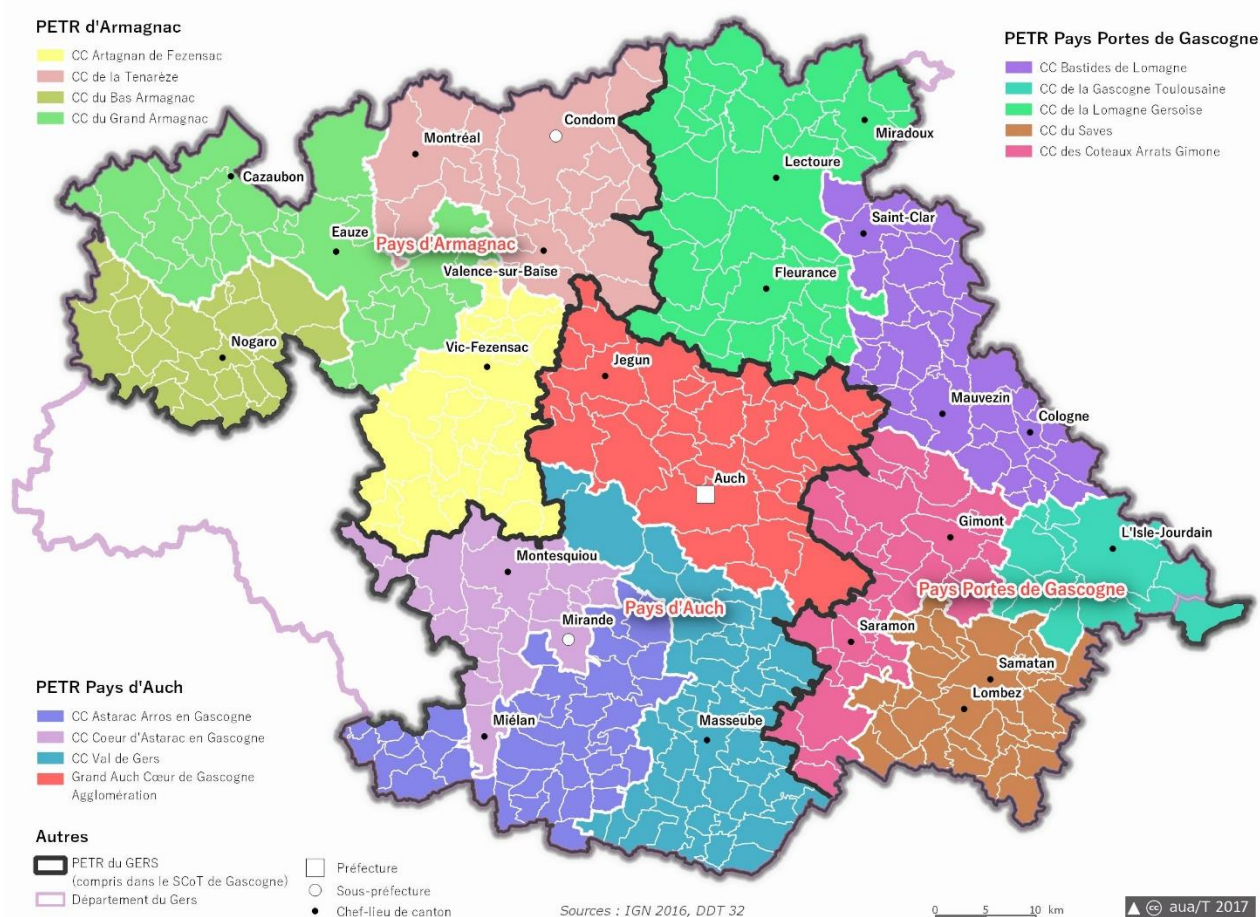 PETR d'Armagnac
CC Artagnan de Fezensac
CC de la Tenarèze
CC du Bas Armagnac
CC du Grand Armagnac
PETR Pays Portes de Gascogne
CC Bastides de Lomagne
CC de la Gascogne Toulousaine
CC de la Lomagne Gersoise
CC du Saves
CC des Coteaux Arrats Gimone
Condom
Montréal
Miradoux
Lectoure
Cazaubon
Saint-Clar
Eauze
Pays d'Armagnac
Valence-sur-Baïse
Fleurance
Nogaro
Vic-Fezensac
Jegun
Mauvezin
Cologne
Auch
Gimont
L'Isle-Jourdain
Montesquiou
Pays d'Auch
Pays Portes de Gascogne
Mirande
Saramon
Samatan
Lombez
Miélan
Masseube
PETR Pays d'Auch
CC Astarac Arros en Gascogne
CC Coeur d'Astarac en Gascogne
CC Val de Gers
Grand Auch Cœur de Gascogne
Agglomération
Autres
PETR du GERS
(compris dans le SCoT de Gascogne)
Département du Gers
Préfecture
Sous-préfecture
Chef-lieu de canton
Sources : IGN 2016, DDT 32
0 5 10 km
cc aua/T 2017